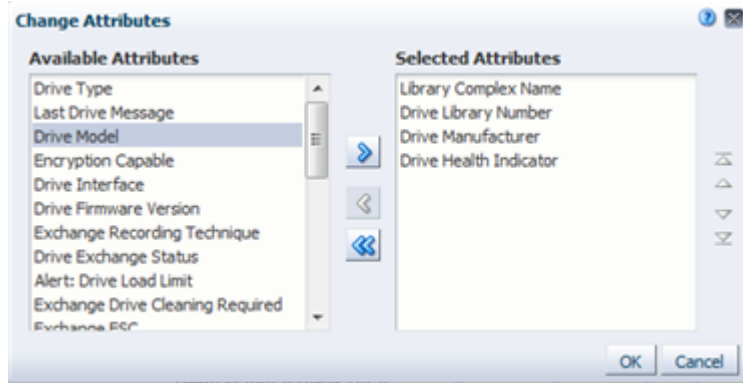 Change Attributes
Available Attributes
Drive Type
Last Drive Message
Drive Model
Encryption Capable
Drive Interface
Drive Firmware Version
Exchange Recording Technique
Drive Exchange Status
Alert: Drive Load Limit
Exchange Drive Cleaning Required
Exchange FSC
Selected Attributes
Library Complex Name
Drive Library Number
Drive Manufacturer
Drive Health Indicator
OK
Cancel